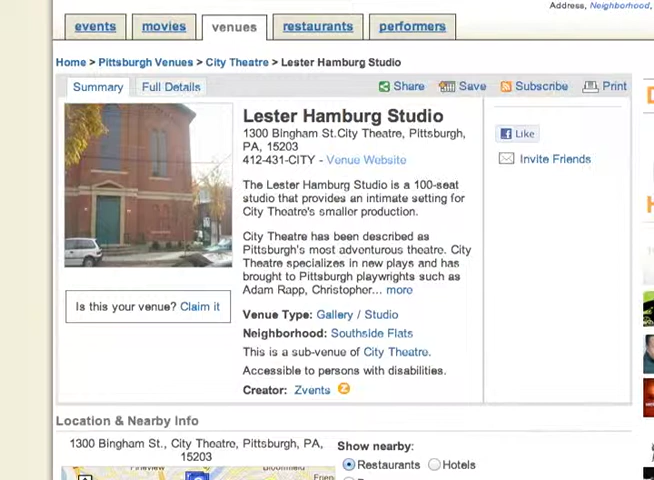 Address, Neighborhood,
events movies venues restaurants performers
Home > Pittsburgh Venues > City Theatre > Lester Hamburg Studio
Summary Full Details Share Save Subscribe Print
Lester Hamburg Studio
1300 Bingham St.City Theatre, Pittsburgh,
PA, 15203
412-431-CITY - Venue Website
Like
Invite Friends
The Lester Hamburg Studio is a 100-seat
studio that provides an intimate setting for
City Theatre's smaller production.
City Theatre has been described as
Pittsburgh's most adventurous theatre. City
Theatre specializes in new plays and has
brought to Pittsburgh playwrights such as
Adam Rapp, Christopher... more
Is this your venue? Claim it
Venue Type: Gallery / Studio
Neighborhood: Southside Flats
This is a sub-venue of City Theatre.
Accessible to persons with disabilities.
Creator: Zvents
Location & Nearby Info
1300 Bingham St., City Theatre, Pittsburgh, PA,
15203
Show nearby:
Restaurants Hotels